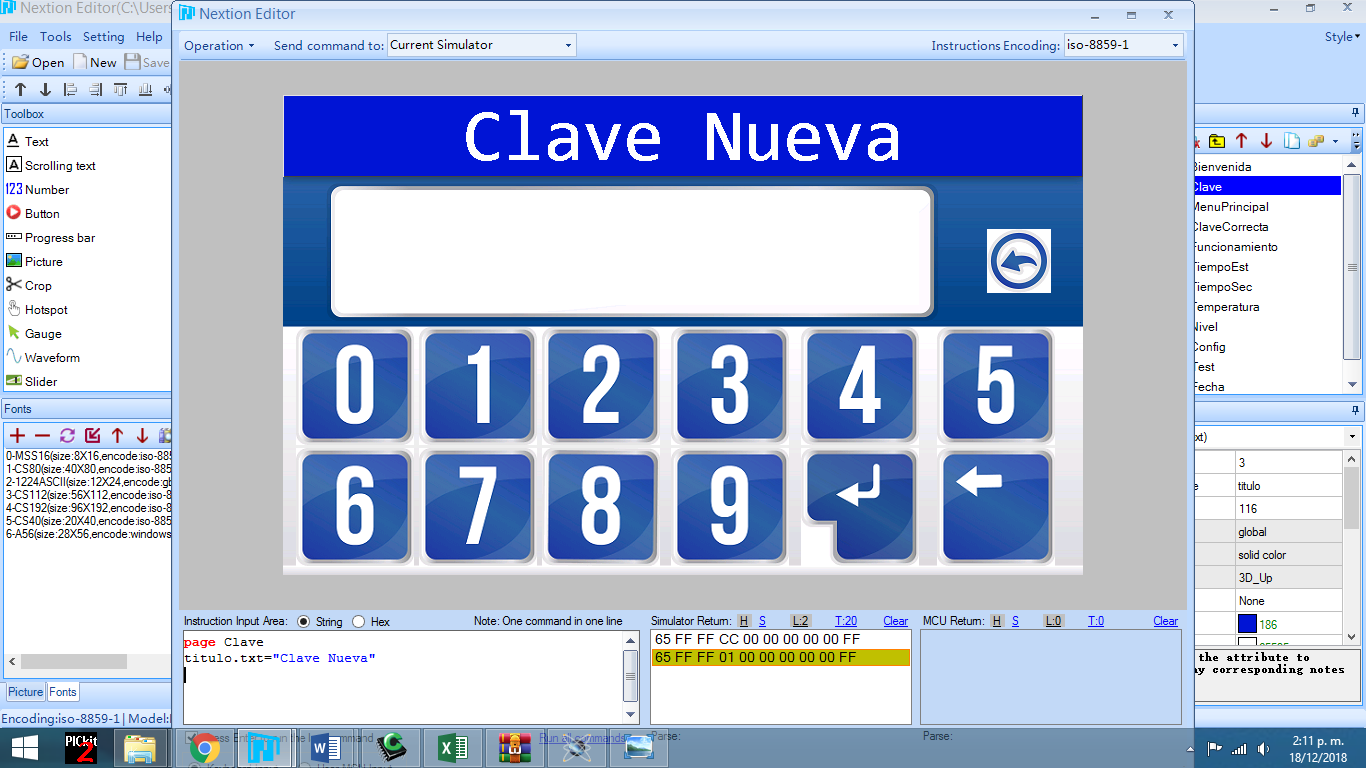 Nextion Editor(C:\Users
Nextion Editor
File Tools Setting Help
Style
Open New Save
Operation Send command to: Current Simulator Instructions Encoding: iso-8859-1
Toolbox
Text
Scrolling text
Number
Button
Progress bar
Picture
Crop
Hotspot
Gauge
Waveform
Slider
Fonts
0-MSS16(size:8X16,encode:iso-885
1-CS80(size:40X80,encode:iso-885
2-1224ASCII(size:12X24,encode:gb
3-CS112(size:56X112,encode:iso-8
4-CS192(size:96X192,encode:iso-8
5-CS40(size:20X40,encode:iso-885
6-A56(size:28X56,encode:windows
Picture Fonts
Encoding:iso-8859-1| Model:
Clave Nueva
0 1 2 3 4 5
6 7 8 9
Instruction Input Area: String Hex Note: One command in one line
page Clave
titulo.txt="Clave Nueva"
Simulator Return: H S L:2 T:20 Clear
65 FF FF CC 00 00 00 00 00 FF
65 FF FF 01 00 00 00 00 00 FF
MCU Return: H S L:0 T:0 Clear
Parse:
Parse:
Run all commands
Bienvenida
Clave
MenuPrincipal
ClaveCorrecta
Funcionamiento
TiempoEst
TiempoSec
Temperatura
Nivel
Config
Test
Fecha
xt)
3
titulo
116
global
solid color
3D_Up
None
186
the attribute to
corresponding notes
PICkit
2
2:11 p. m.
18/12/2018